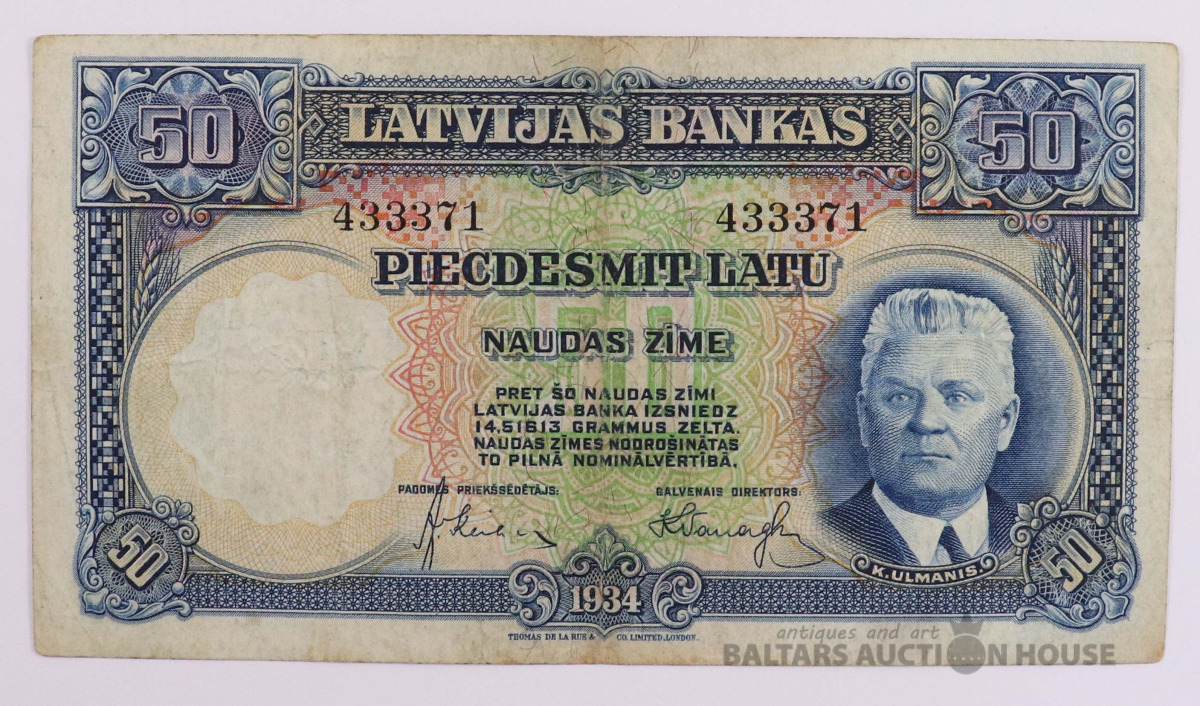 50 LATVIJAS BANKAS 50
433371 433371
PIECDESMIT LATU
NAUDAS ZĪME
PRET ŠO NAUDAS ZĪMI
LATVIJAS BANKA IZSNIEDZ
14,51613 GRAMMUS ZELTA.
NAUDAS ZĪMES NODROŠINĀTAS
TO PILNĀ NOMINĀLVĒRTĪBĀ.
PADOMES PRIEKŠSĒDĒTĀJS: GALVENAIS DIREKTORS:
K. ULMANIS
50 1934 50
THOMAS DE LA RUE & CO. LIMITED, LONDON.
antiques and art
BALTARS AUCTION HOUSE